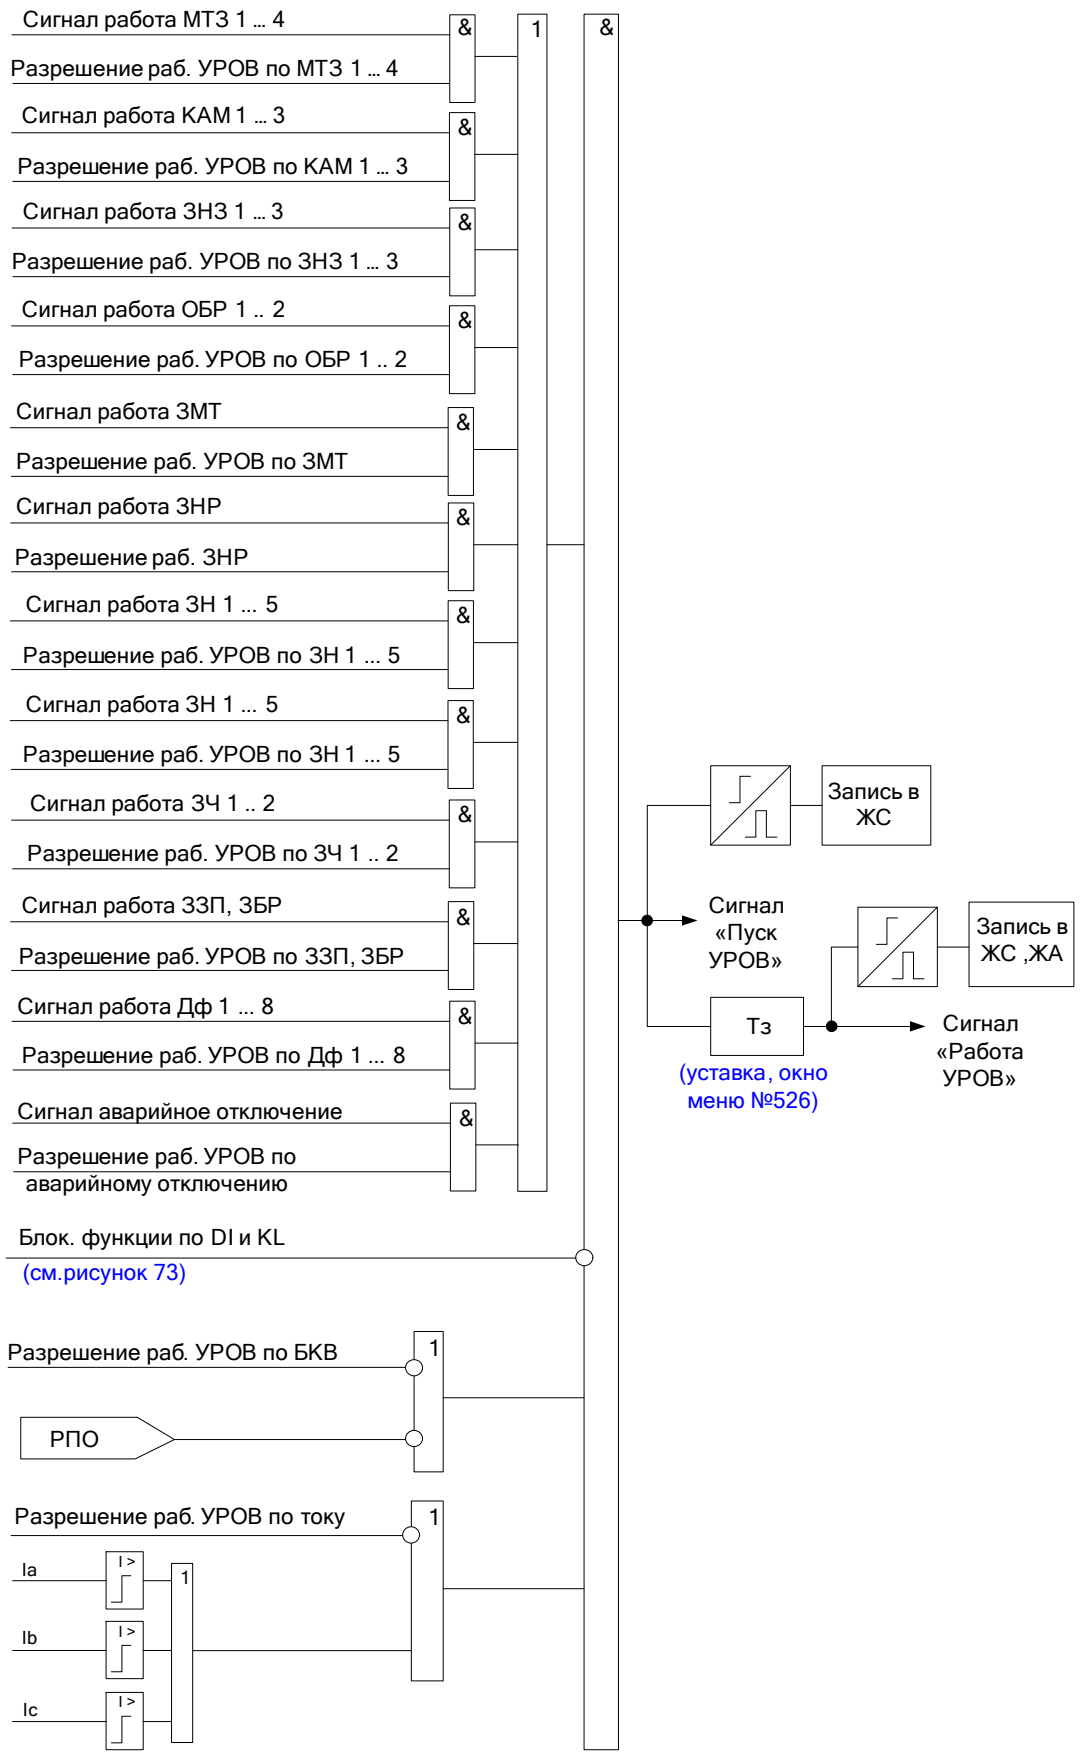 Сигнал работа МТЗ 1 ... 4
&
1
&
Разрешение раб. УРОВ по МТЗ 1 ... 4
Сигнал работа КАМ 1 ... 3
&
Разрешение раб. УРОВ по КАМ 1 ... 3
Сигнал работа ЗНЗ 1 ... 3
&
Разрешение раб. УРОВ по ЗНЗ 1 ... 3
Сигнал работа ОБР 1 .. 2
&
Разрешение раб. УРОВ по ОБР 1 .. 2
Сигнал работа ЗМТ
&
Разрешение раб. УРОВ по ЗМТ
Сигнал работа ЗНР
&
Разрешение раб. ЗНР
Сигнал работа ЗН 1 ... 5
&
Разрешение раб. УРОВ по ЗН 1 ... 5
Сигнал работа ЗН 1 ... 5
&
Разрешение раб. УРОВ по ЗН 1 ... 5
Сигнал работа ЗЧ 1 .. 2
&
Разрешение раб. УРОВ по ЗЧ 1 .. 2
Сигнал работа ЗЗП, ЗБР
&
Разрешение раб. УРОВ по ЗЗП, ЗБР
Сигнал работа Дф 1 ... 8
&
Разрешение раб. УРОВ по Дф 1 ... 8
Сигнал аварийное отключение
&
Разрешение раб. УРОВ по
аварийному отключению
Блок. функции по DI и KL
(см.рисунок 73)
Разрешение раб. УРОВ по БКВ
1
РПО
Разрешение раб. УРОВ по току
1
Ia
I >
1
Ib
I >
Ic
I >
Запись в
ЖС
Сигнал
«Пуск
УРОВ»
Запись в
ЖС ,ЖА
Тз
(уставка, окно
меню №526)
Сигнал
«Работа
УРОВ»